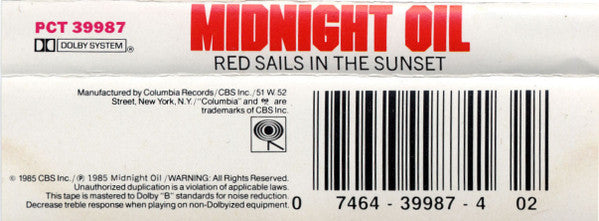 PCT 39987
DOLBY SYSTEM®
MIDNIGHT OIL
RED SAILS IN THE SUNSET
Manufactured by Columbia Records/CBS Inc./51 W. 52
Street, New York, N.Y./"Columbia" and are
trademarks of CBS Inc.
© 1985 CBS Inc./℗ 1985 Midnight Oil/WARNING: All Rights Reserved.
Unauthorized duplication is a violation of applicable laws.
This tape is mastered to Dolby "B" standards for noise reduction.
Decrease treble response when playing on non-Dolbyized equipment.
0 7464-39987-4 02